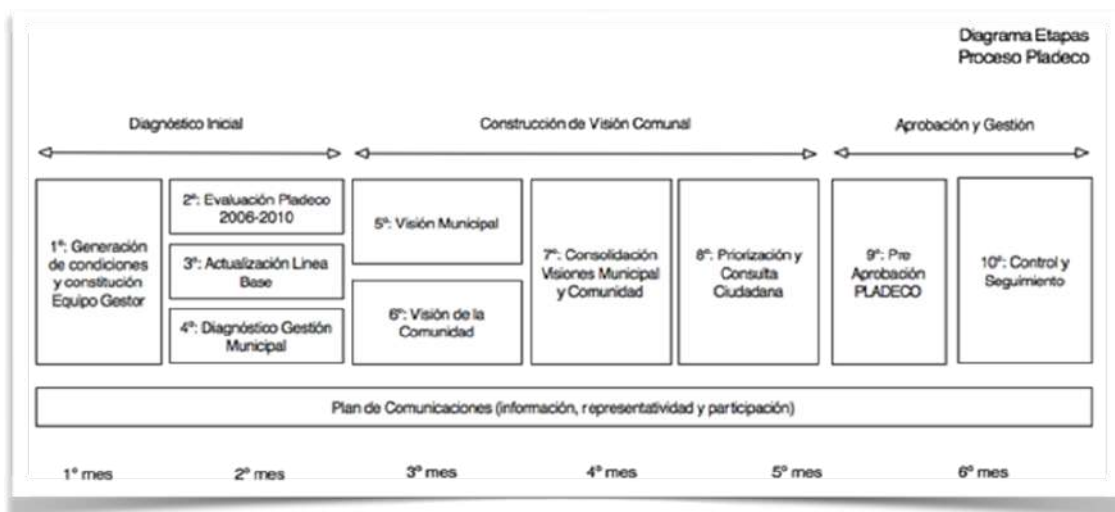 Diagrama Etapas
Proceso Pladeco
Diagnóstico Inicial
Construcción de Visión Comunal
Aprobación y Gestión
1º: Generación
de condiciones
y constitución
Equipo Gestor
2º: Evaluación Pladeco
2006-2010
3º: Actualización Linea
Base
4º: Diagnóstico Gestión
Municipal
5º: Visión Municipal
6º: Visión de la
Comunidad
7º: Consolidación
Visiones Municipal
y Comunidad
8º: Priorización y
Consulta
Ciudadana
9º: Pre
Aprobación
PLADECO
10º: Control y
Seguimiento
Plan de Comunicaciones (información, representatividad y participación)
1º mes
2º mes
3º mes
4º mes
5º mes
6º mes